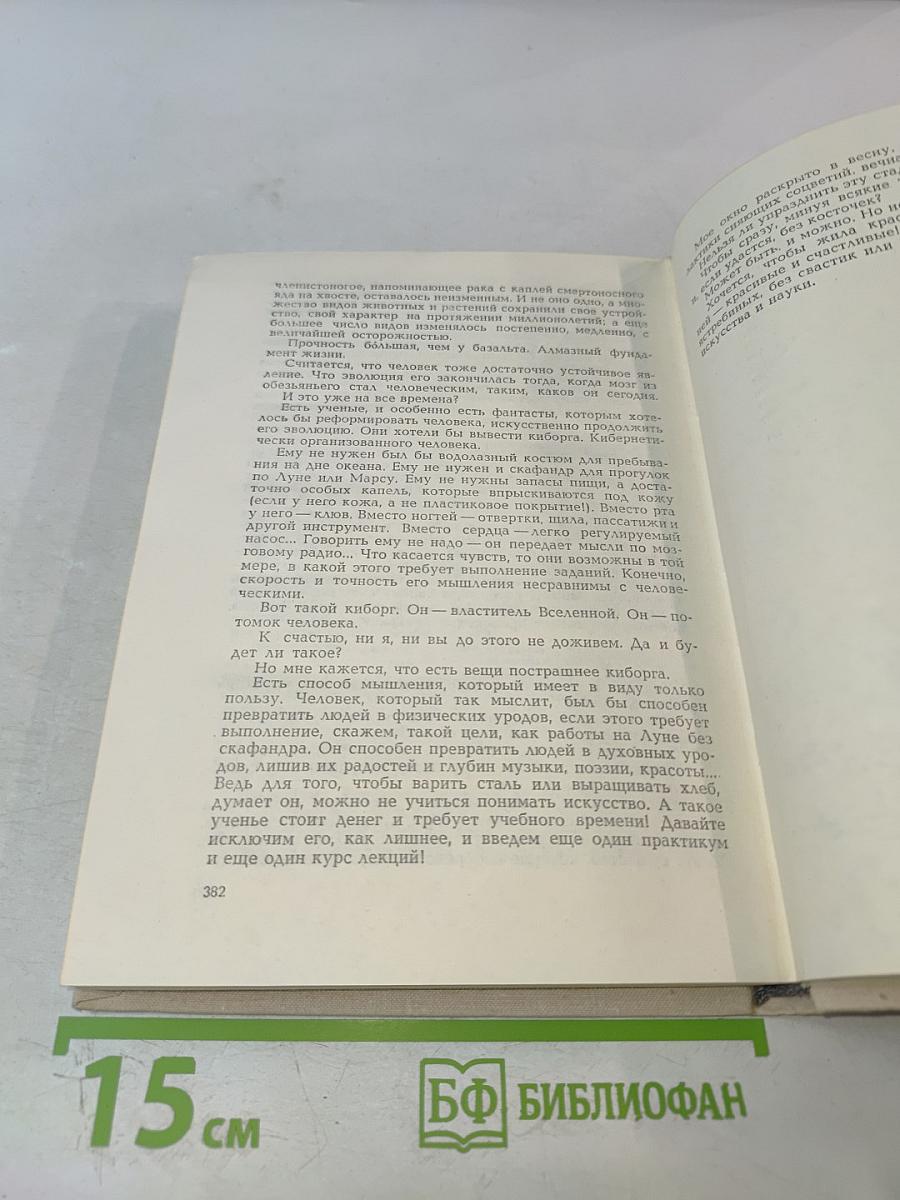 членистоногое, напоминающее рака с каплей смертоносного
яда на хвосте, оставалось неизменным. И не оно одно, а мно-
жество видов животных и растений сохранили свое устрой-
ство, свой характер на протяжении миллионолетий; а еще
большее число видов изменялось постепенно, медленно, с
величайшей осторожностью.
Прочность бо́льшая, чем у базальта. Алмазный фунда-
мент жизни.
Считается, что человек тоже достаточно устойчивое яв-
ление. Что эволюция его закончилась тогда, когда мозг из
обезьяньего стал человеческим, таким, каков он сегодня.
И это уже на все времена?
Есть ученые, и особенно есть фантасты, которым хоте-
лось бы реформировать человека, искусственно продолжить
его эволюцию. Они хотели бы вывести киборга. Кибернети-
чески организованного человека.
Ему не нужен был бы водолазный костюм для пребыва-
ния на дне океана. Ему не нужен и скафандр для прогулок
по Луне или Марсу. Ему не нужны запасы пищи, а доста-
точно особых капель, которые впрыскиваются под кожу
(если у него кожа, а не пластиковое покрытие!). Вместо рта
у него — клюв. Вместо ногтей — отвертки, шила, пассатижи и
другой инструмент. Вместо сердца — легко регулируемый
насос... Говорить ему не надо — он передает мысли по моз-
говому радио... Что касается чувств, то они возможны в той
мере, в какой этого требует выполнение заданий. Конечно,
скорость и точность его мышления несравнимы с челове-
ческими.
Вот такой киборг. Он — властитель Вселенной. Он — по-
томок человека.
К счастью, ни я, ни вы до этого не доживем. Да и бу-
дет ли такое?
Но мне кажется, что есть вещи пострашнее киборга.
Есть способ мышления, который имеет в виду только
пользу. Человек, который так мыслит, был бы способен
превратить людей в физических уродов, если этого требует
выполнение, скажем, такой цели, как работы на Луне без
скафандра. Он способен превратить людей в духовных уро-
дов, лишив их радостей и глубин музыки, поэзии, красоты...
Ведь для того, чтобы варить сталь или выращивать хлеб,
думает он, можно не учиться понимать искусство. А такое
ученье стоит денег и требует учебного времени! Давайте
исключим его, как лишнее, и введем еще один практикум
и еще один курс лекций!
382
Мое окно раскрыто в весну,
лактики сияющих соцветий,
Нельзя ли упразднить эту
Чтобы сразу, минуя всякие
и, если удастся, без косточек?
Может быть, и можно. Но
Хочется, чтобы жила
ней — красивые и счастливые!
ястребиных, без свастик или
искусства и науки.
15 см
БФ БИБЛИОФАН